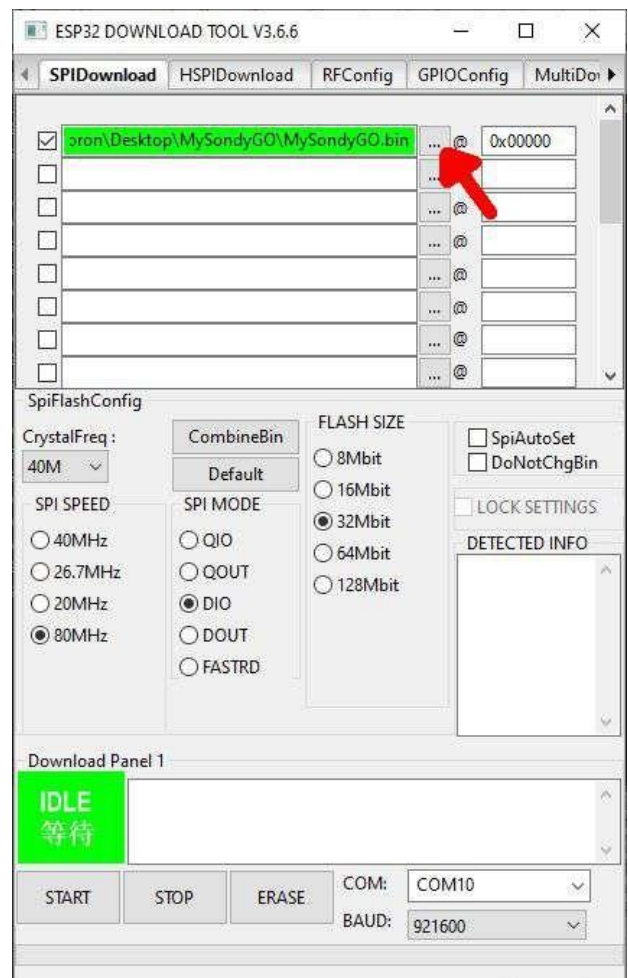 ESP32 DOWNLOAD TOOL V3.6.6
SPIDownload HSPIDownload RFConfig GPIOConfig MultiDo
oron\Desktop\MySondyGO\MySondyGO.bin ... @ 0x00000
...
... @
... @
... @
... @
... @
... @
SpiFlashConfig
CrystalFreq :
40M
CombineBin
Default
SPI SPEED
40MHz
26.7MHz
20MHz
80MHz
SPI MODE
QIO
QOUT
DIO
DOUT
FASTRD
FLASH SIZE
8Mbit
16Mbit
32Mbit
64Mbit
128Mbit
SpiAutoSet
DoNotChgBin
LOCK SETTINGS
DETECTED INFO
Download Panel 1
IDLE
等待
START STOP ERASE
COM: COM10
BAUD: 921600